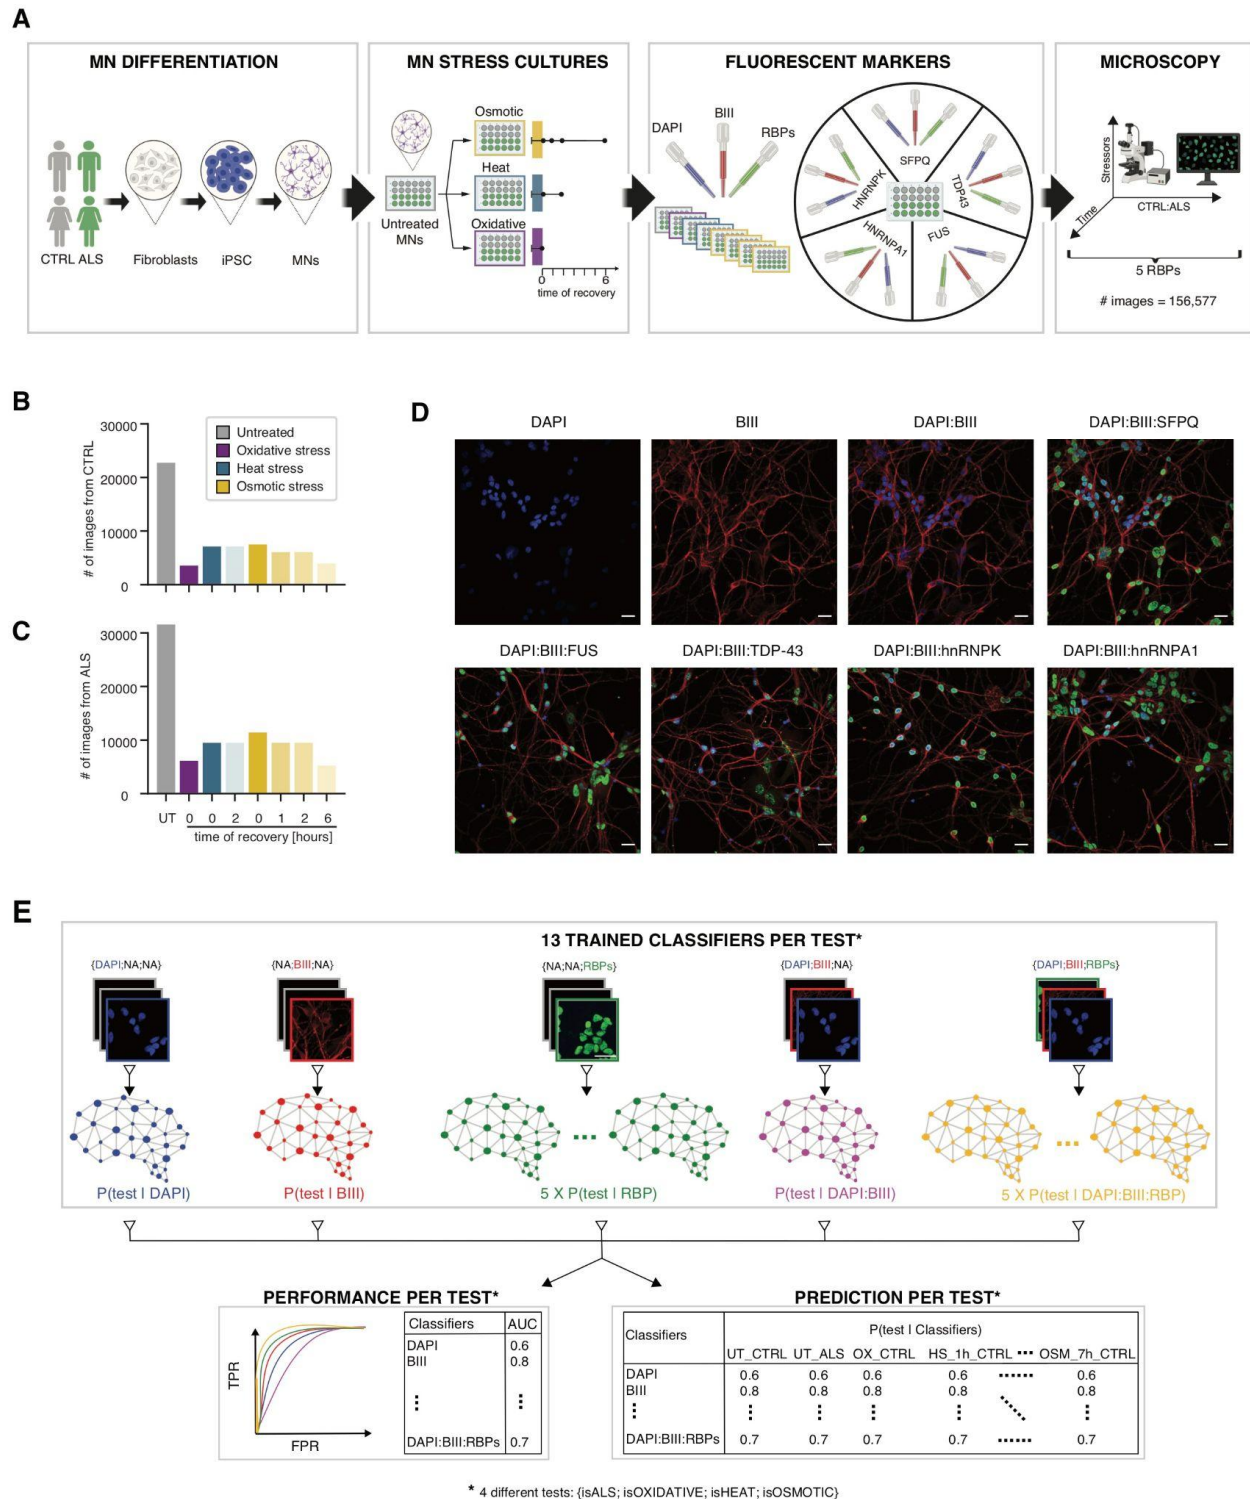 A
MN DIFFERENTIATION
CTRL ALS
Fibroblasts
iPSC
MNs
MN STRESS CULTURES
Osmotic
Heat
Untreated
MNs
Oxidative
0
6
time of recovery
FLUORESCENT MARKERS
DAPI
BIII
RBPs
SFPQ
HNRNPK
TDP43
HNRNPA1
FUS
MICROSCOPY
Stressors
Time
CTRL:ALS
5 RBPs
# images = 156,577
B
# of images from CTRL
30000
20000
10000
0
Untreated
Oxidative stress
Heat stress
Osmotic stress
C
# of images from ALS
30000
20000
10000
0
UT 0 0 2 0 1 2 6
time of recovery [hours]
D
DAPI
BIII
DAPI:BIII
DAPI:BIII:SFPQ
DAPI:BIII:FUS
DAPI:BIII:TDP-43
DAPI:BIII:hnRNPK
DAPI:BIII:hnRNPA1
E
13 TRAINED CLASSIFIERS PER TEST*
{DAPI;NA;NA}
{NA;BIII;NA}
{NA;NA;RBPs}
{DAPI;BIII;NA}
{DAPI;BIII;RBPs}
P(test | DAPI)
P(test | BIII)
5 X P(test | RBP)
P(test | DAPI:BIII)
5 X P(test | DAPI:BIII:RBP)
PERFORMANCE PER TEST*
TPR
FPR
Classifiers AUC
DAPI 0.6
BIII 0.8
DAPI:BIII:RBPs 0.7
PREDICTION PER TEST*
Classifiers
P(test | Classifiers)
UT_CTRL UT_ALS OX_CTRL HS_1h_CTRL OSM_7h_CTRL
DAPI 0.6 0.6 0.6 0.6 0.6
BIII 0.8 0.8 0.8 0.8 0.8
DAPI:BIII:RBPs 0.7 0.7 0.7 0.7 0.7
* 4 different tests: {isALS; isOXIDATIVE; isHEAT; isOSMOTIC}